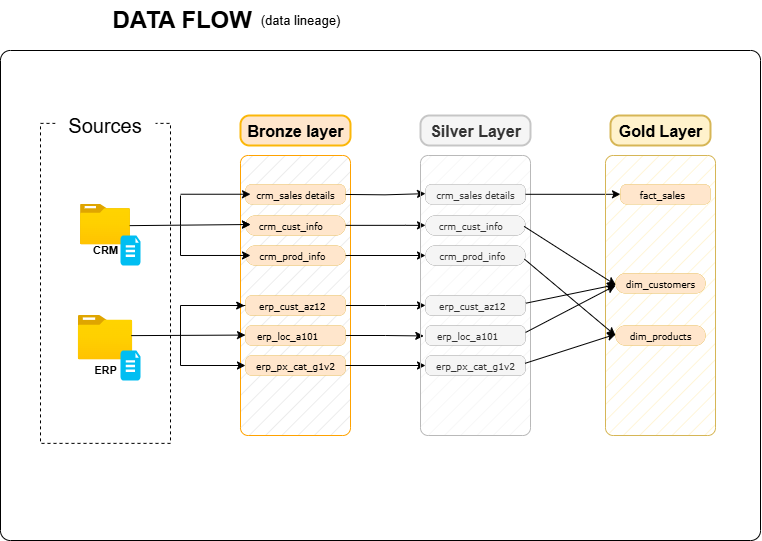 DATA FLOW (data lineage)
Sources
Bronze layer
Silver Layer
Gold Layer
CRM
ERP
crm_sales details
crm_cust_info
crm_prod_info
erp_cust_az12
erp_loc_a101
erp_px_cat_g1v2
crm_sales details
crm_cust_info
crm_prod_info
erp_cust_az12
erp_loc_a101
erp_px_cat_g1v2
fact_sales
dim_customers
dim_products